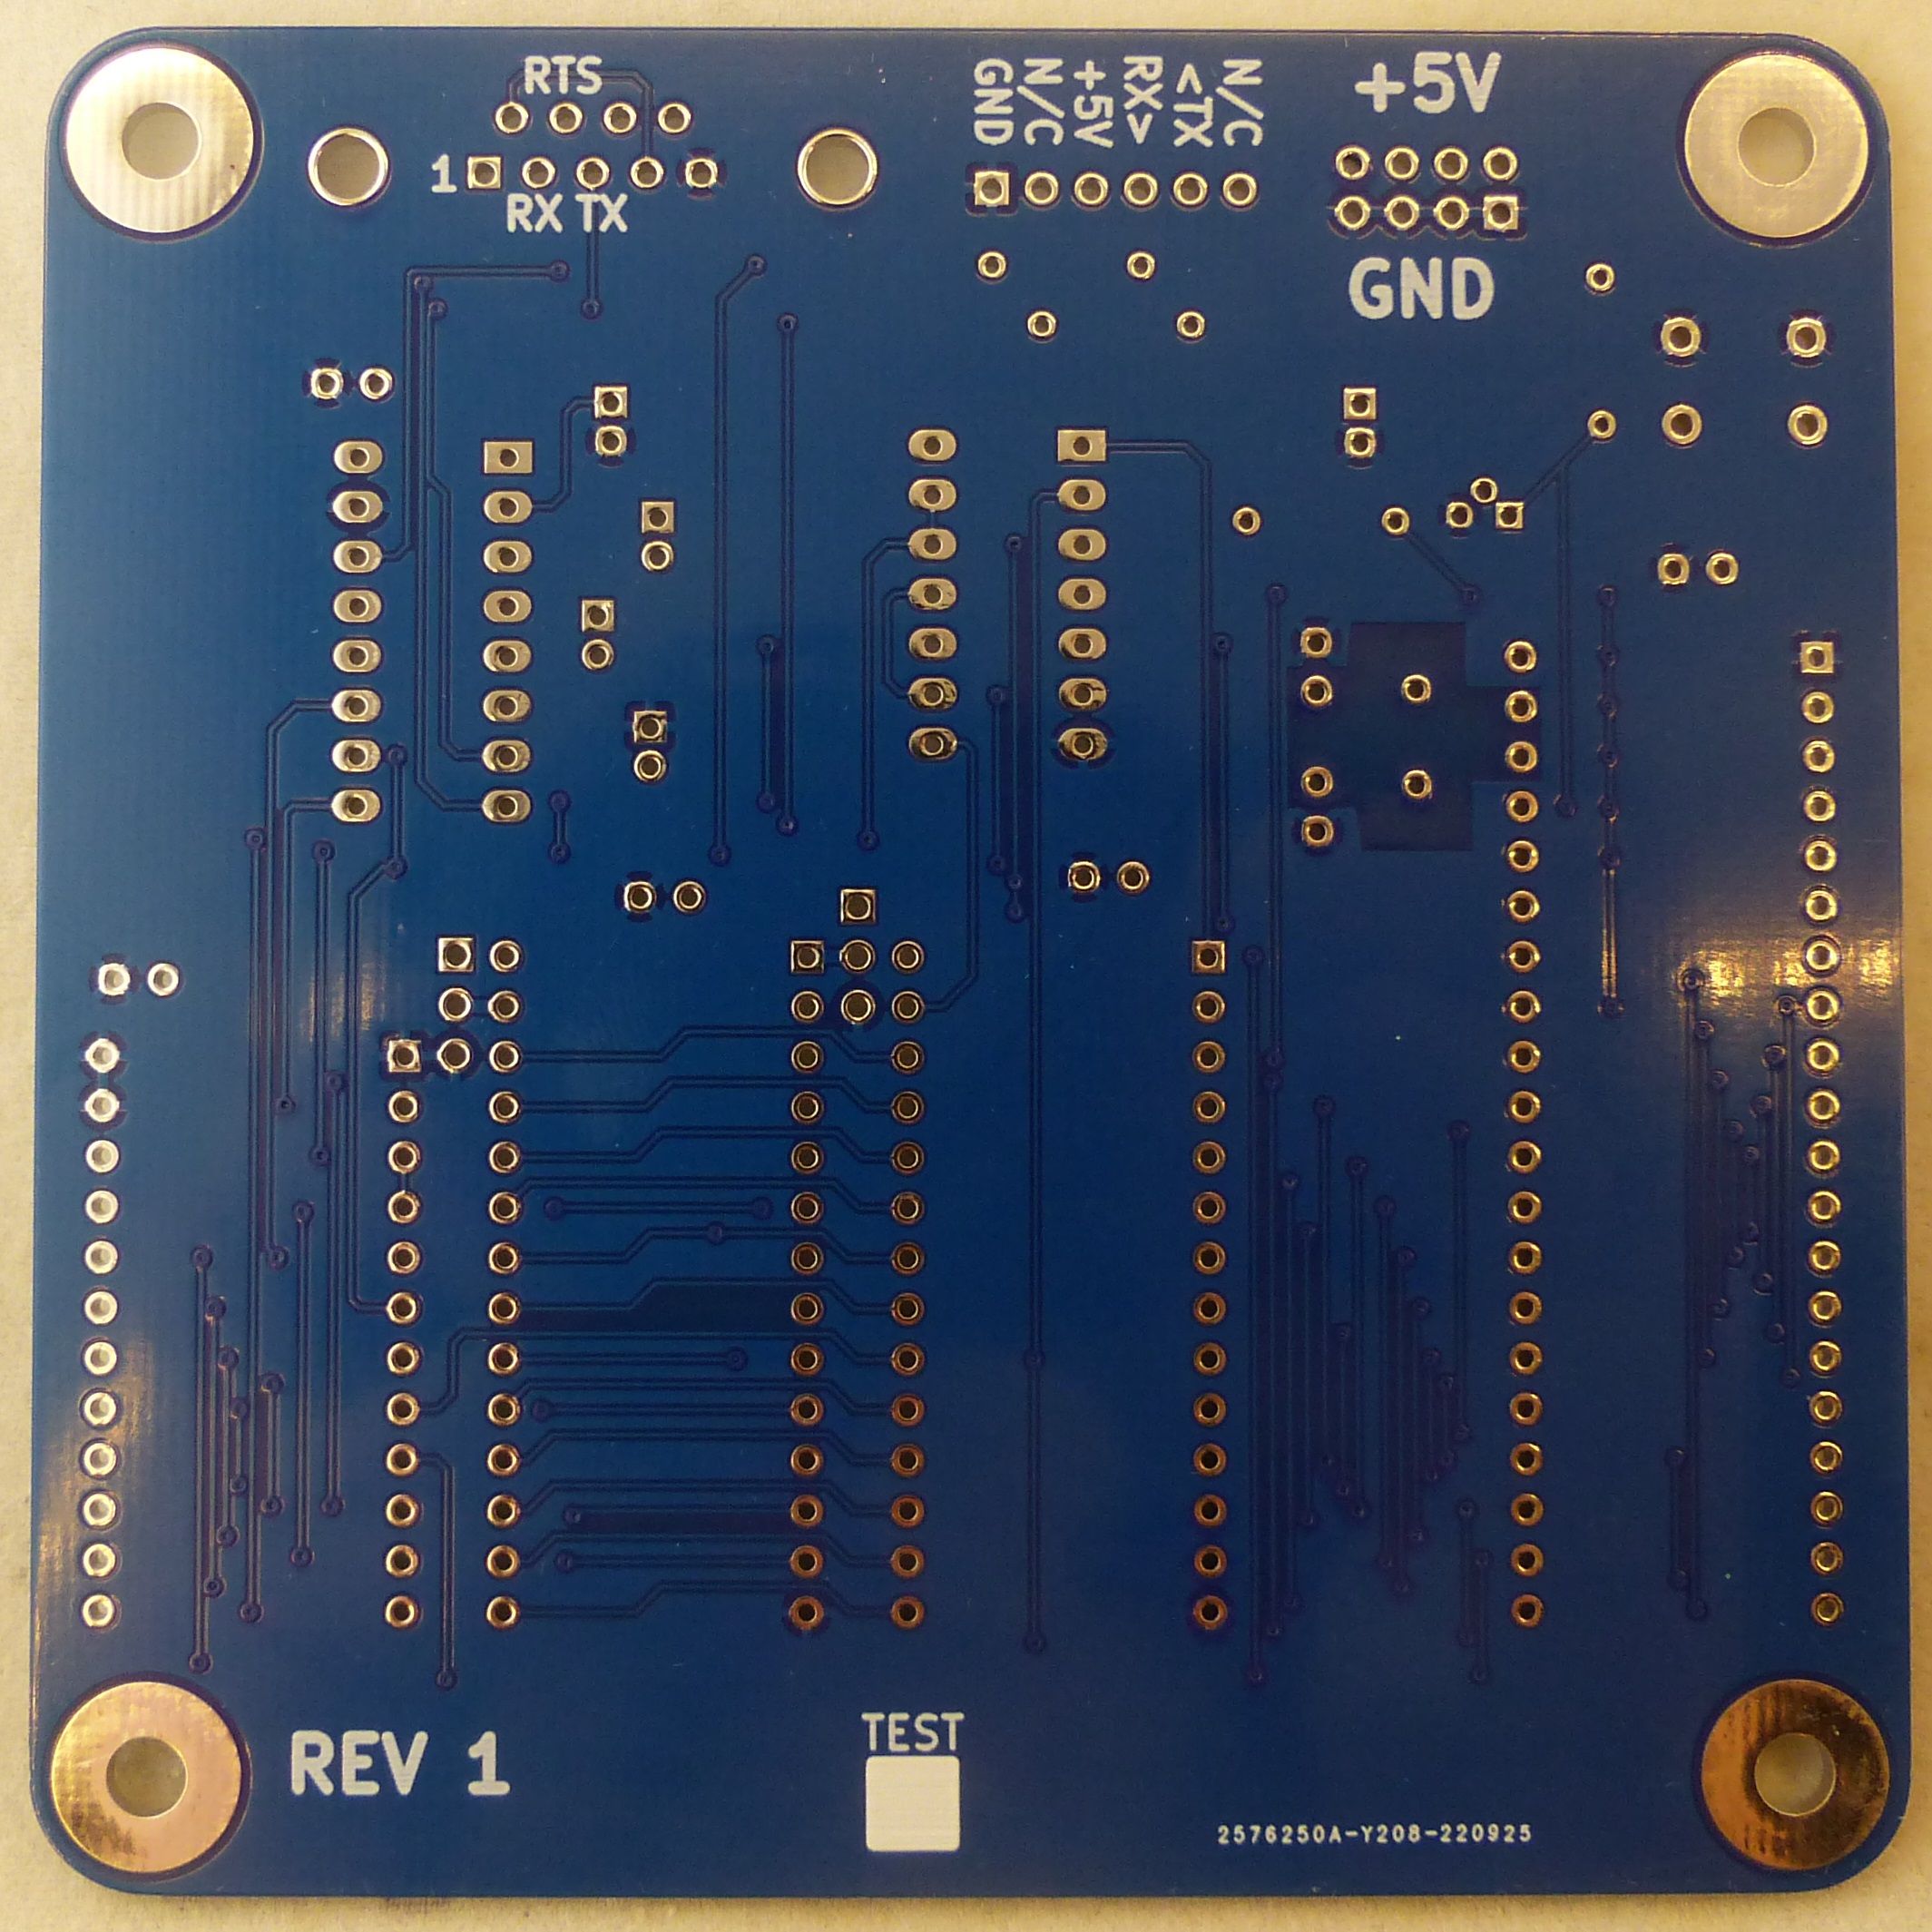 RTS
1
RX TX
GND
N/C
+5V
RX>
<TX
N/C
+5V
GND
REV 1
TEST
2576250A-Y208-220925